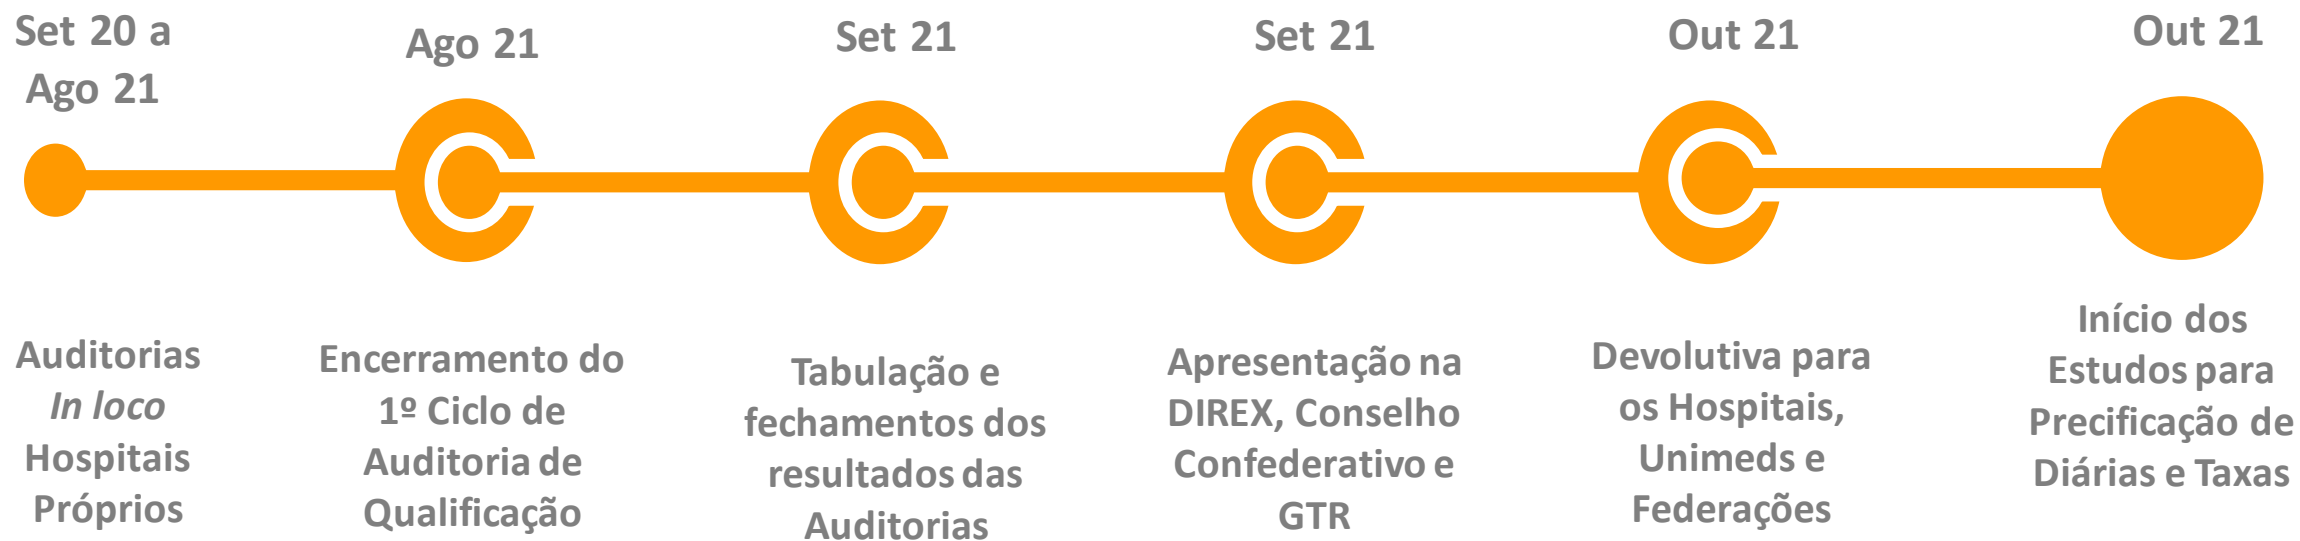 Set 20 a
Ago 21
Auditorias
In loco
Hospitais
Próprios
Ago 21
Encerramento do
1º Ciclo de
Auditoria de
Qualificação
Set 21
Tabulação e
fechamentos dos
resultados das
Auditorias
Set 21
Apresentação na
DIREX, Conselho
Confederativo e
GTR
Out 21
Devolutiva para
os Hospitais,
Unimeds e
Federações
Out 21
Início dos
Estudos para
Precificação de
Diárias e Taxas